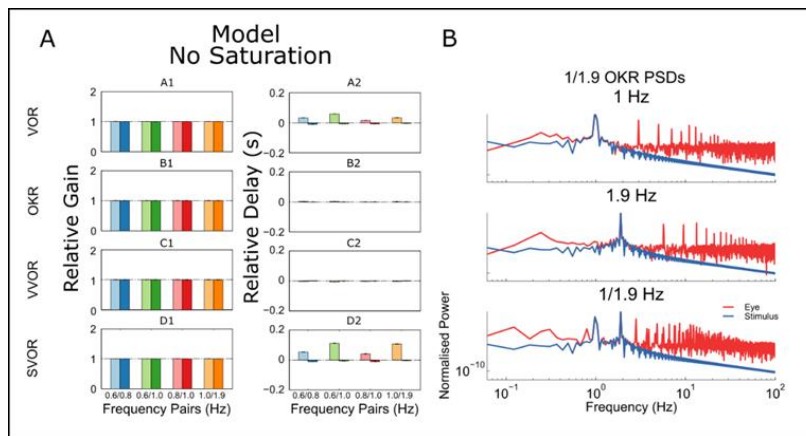 A
Model
No Saturation
A1
A2
VOR
2
1
0
0.2
0
−0.2
B1
B2
OKR
2
1
0
0.2
0
−0.2
C1
C2
VVOR
2
1
0
0.2
0
−0.2
D1
D2
SVOR
2
1
0
0.2
0
−0.2
Relative Gain
Relative Delay (s)
0.6/0.8 0.6/1.0 0.8/1.0 1.0/1.9
0.6/0.8 0.6/1.0 0.8/1.0 1.0/1.9
Frequency Pairs (Hz)
Frequency Pairs (Hz)
B
1/1.9 OKR PSDs
1 Hz
1.9 Hz
1/1.9 Hz
Eye
Stimulus
Normalised Power
10⁻¹⁰
10⁻¹ 10⁰ 10¹ 10²
Frequency (Hz)